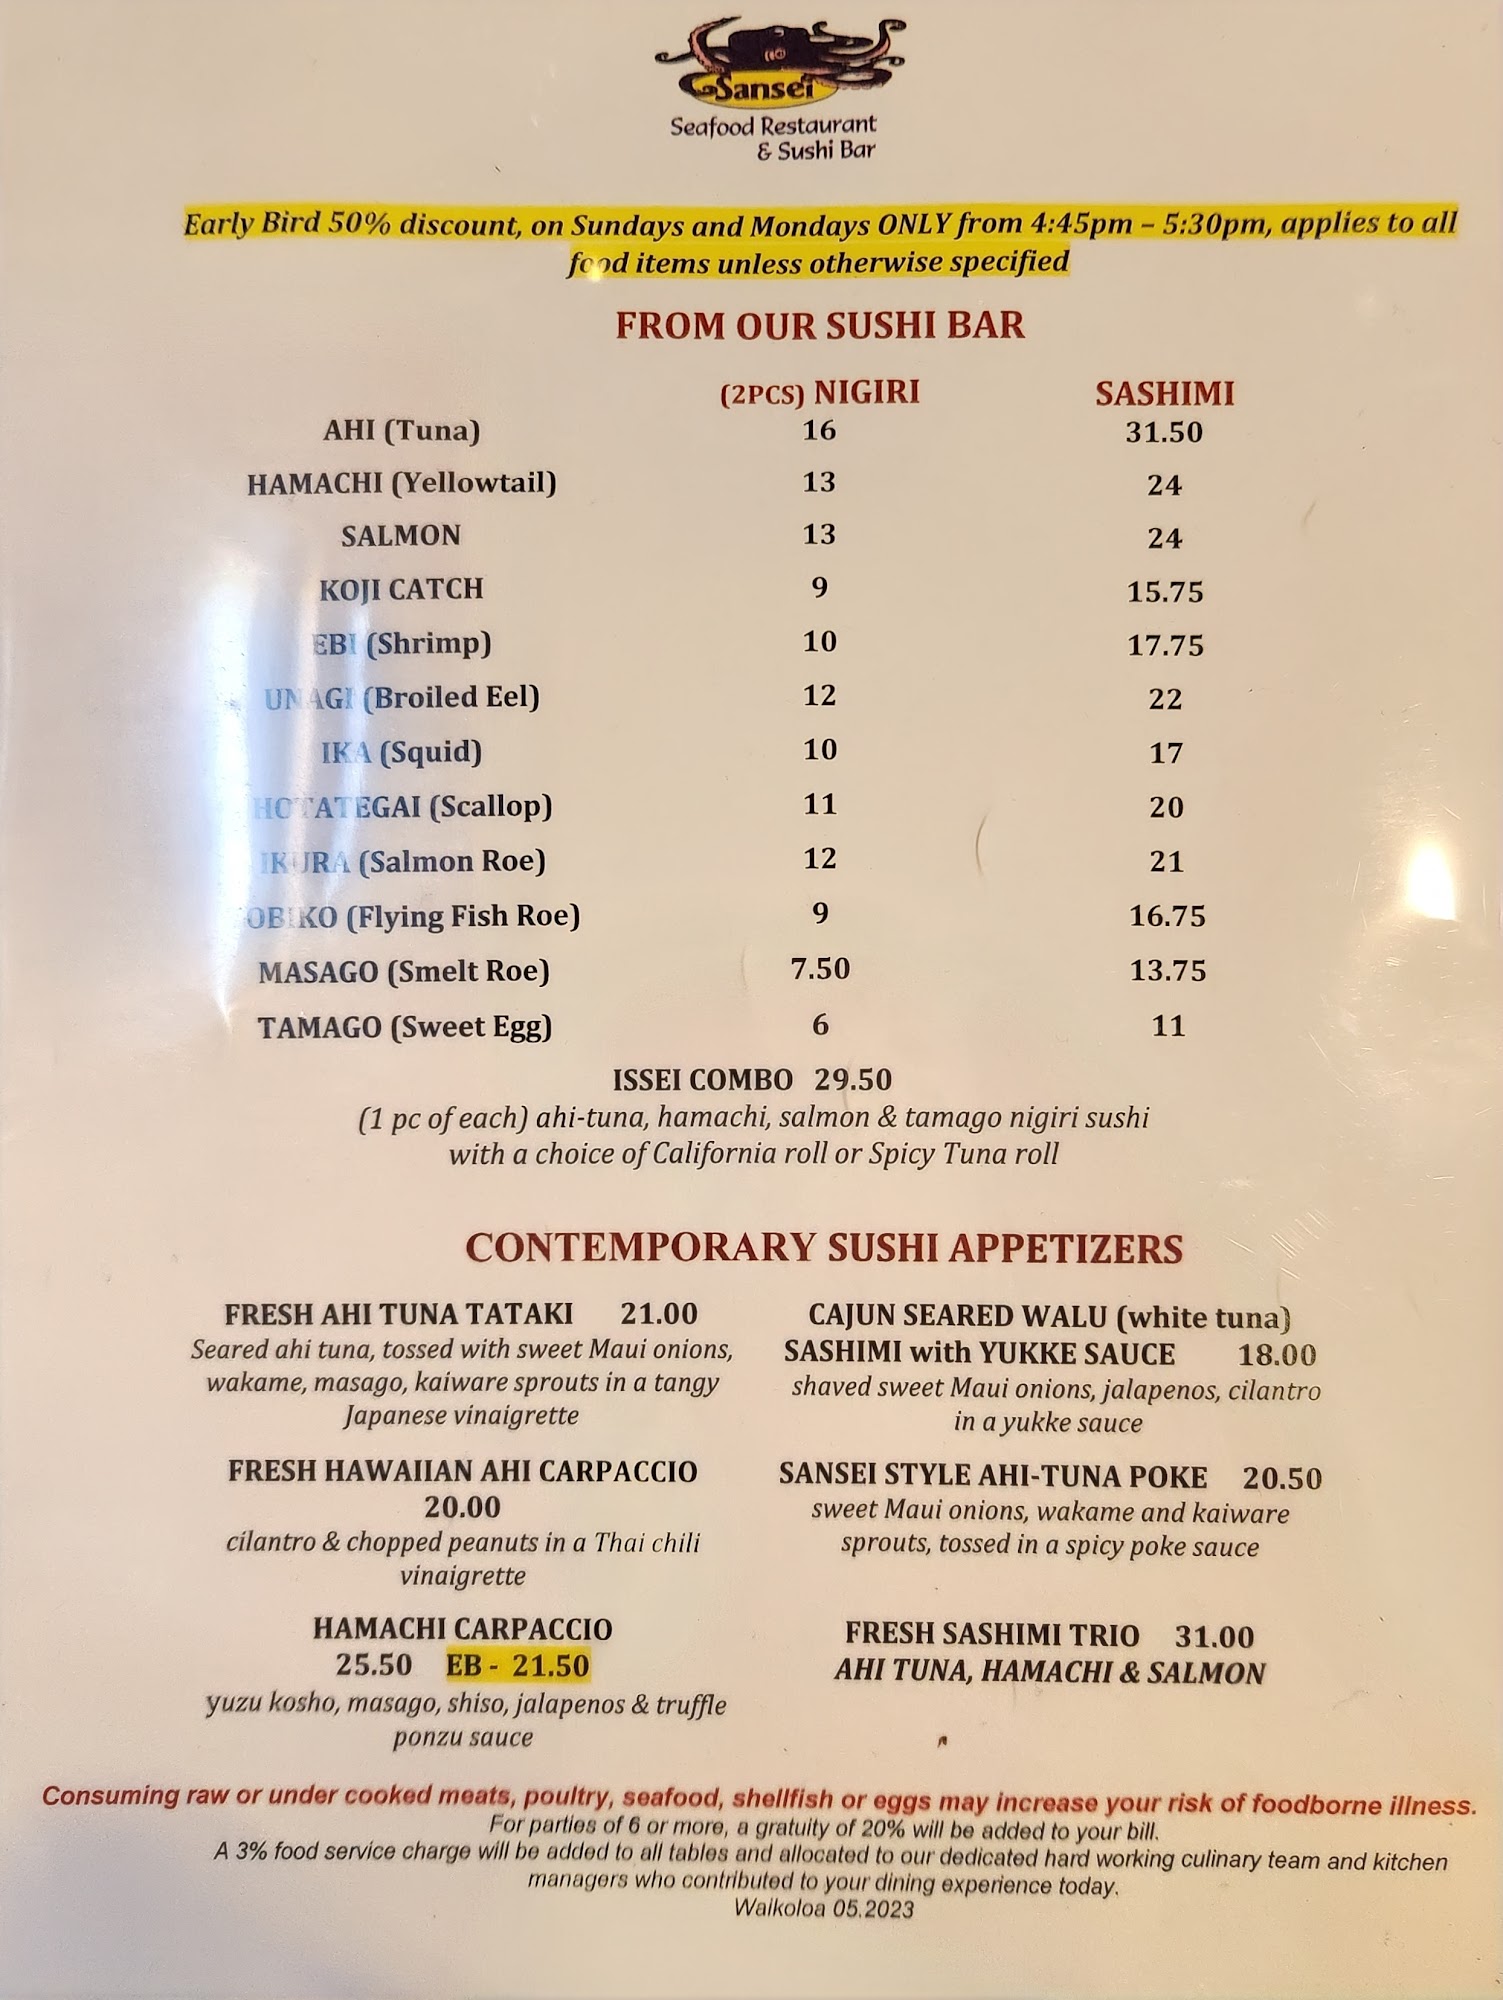 Sansei
Seafood Restaurant
& Sushi Bar
Early Bird 50% discount, on Sundays and Mondays ONLY from 4:45pm – 5:30pm, applies to all
food items unless otherwise specified
FROM OUR SUSHI BAR
(2PCS) NIGIRI SASHIMI
AHI (Tuna) 16 31.50
HAMACHI (Yellowtail) 13 24
SALMON 13 24
KOJI CATCH 9 15.75
EBI (Shrimp) 10 17.75
UNAGI (Broiled Eel) 12 22
IKA (Squid) 10 17
HOTATEGAI (Scallop) 11 20
IKURA (Salmon Roe) 12 21
OBIKO (Flying Fish Roe) 9 16.75
MASAGO (Smelt Roe) 7.50 13.75
TAMAGO (Sweet Egg) 6 11
ISSEI COMBO 29.50
(1 pc of each) ahi-tuna, hamachi, salmon & tamago nigiri sushi
with a choice of California roll or Spicy Tuna roll
CONTEMPORARY SUSHI APPETIZERS
FRESH AHI TUNA TATAKI 21.00
Seared ahi tuna, tossed with sweet Maui onions,
wakame, masago, kaiware sprouts in a tangy
Japanese vinaigrette
CAJUN SEARED WALU (white tuna)
SASHIMI with YUKKE SAUCE 18.00
shaved sweet Maui onions, jalapenos, cilantro
in a yukke sauce
FRESH HAWAIIAN AHI CARPACCIO
20.00
cilantro & chopped peanuts in a Thai chili
vinaigrette
SANSEI STYLE AHI-TUNA POKE 20.50
sweet Maui onions, wakame and kaiware
sprouts, tossed in a spicy poke sauce
HAMACHI CARPACCIO
25.50 EB - 21.50
yuzu kosho, masago, shiso, jalapenos & truffle
ponzu sauce
FRESH SASHIMI TRIO 31.00
AHI TUNA, HAMACHI & SALMON
Consuming raw or under cooked meats, poultry, seafood, shellfish or eggs may increase your risk of foodborne illness.
For parties of 6 or more, a gratuity of 20% will be added to your bill.
A 3% food service charge will be added to all tables and allocated to our dedicated hard working culinary team and kitchen
managers who contributed to your dining experience today.
Waikoloa 05.2023